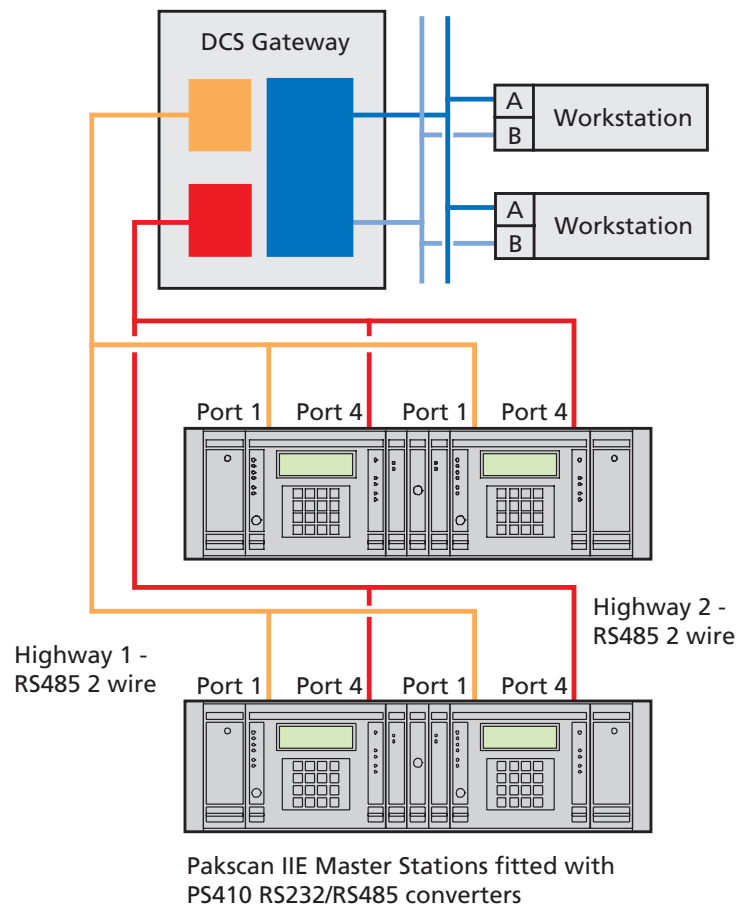 DCS Gateway
A
B
Workstation
A
B
Workstation
Port 1
Port 4
Port 1
Port 4
Highway 2 -
RS485 2 wire
Highway 1 -
RS485 2 wire
Port 1
Port 4
Port 1
Port 4
Pakscan IIE Master Stations fitted with
PS410 RS232/RS485 converters